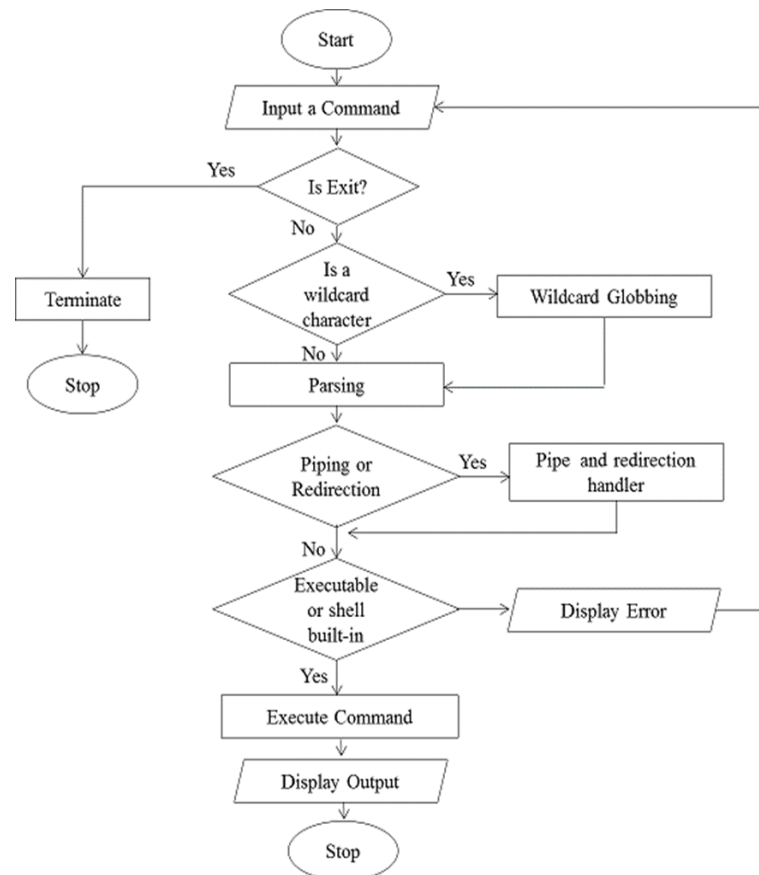 Start
Input a Command
Yes
Is Exit?
No
Is a
wildcard
character
Yes
Wildcard Globbing
Terminate
No
Stop
Parsing
Piping or
Redirection
Yes
Pipe and redirection
handler
No
Executable
or shell
built-in
Display Error
Yes
Execute Command
Display Output
Stop